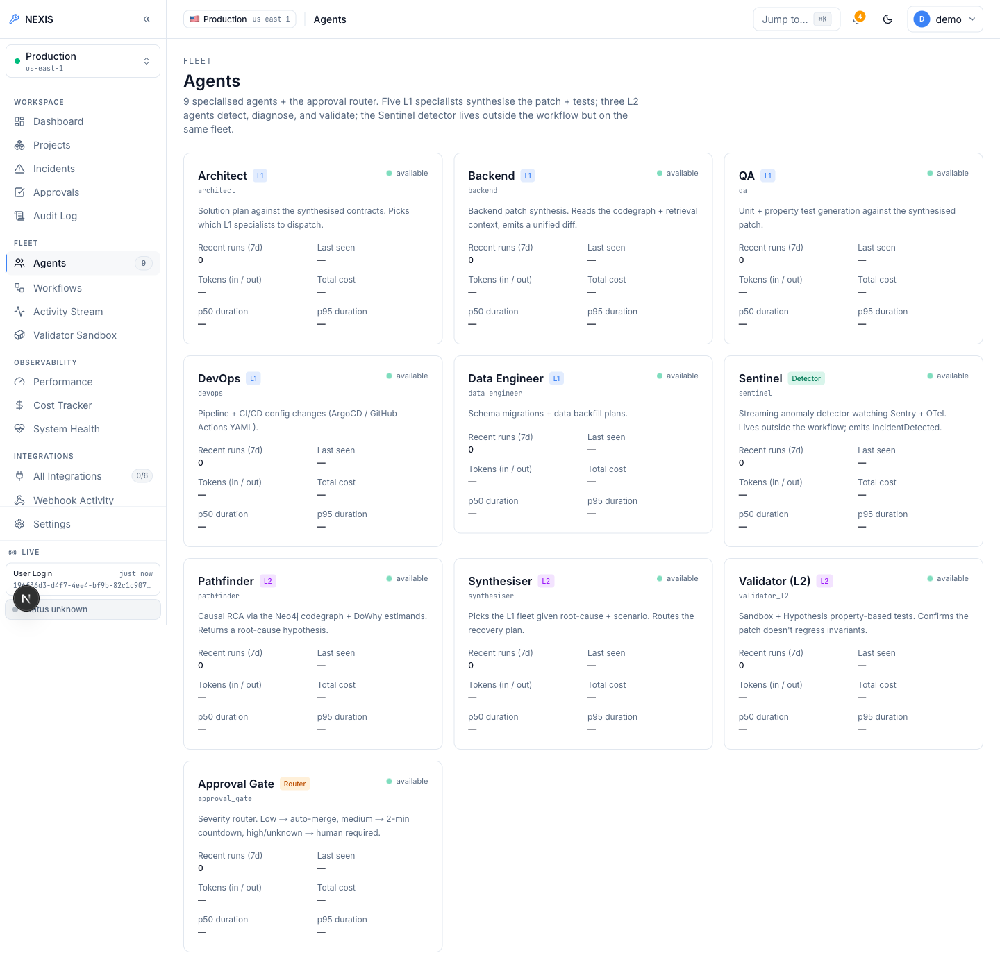 NEXIS
Production us-east-1
Agents
Jump to... ⌘K
4
D demo
Production
us-east-1
WORKSPACE
Dashboard
Projects
Incidents
Approvals
Audit Log
FLEET
Agents 9
Workflows
Activity Stream
Validator Sandbox
OBSERVABILITY
Performance
Cost Tracker
System Health
INTEGRATIONS
All Integrations 0/6
Webhook Activity
Settings
LIVE
User Login just now
N
unknown
FLEET
Agents
9 specialised agents + the approval router. Five L1 specialists synthesise the patch + tests; three L2
agents detect, diagnose, and validate; the Sentinel detector lives outside the workflow but on the
same fleet.
Architect L1 available
architect
Solution plan against the synthesised contracts. Picks
which L1 specialists to dispatch.
Recent runs (7d) Last seen
0 —
Tokens (in / out) Total cost
— —
p50 duration p95 duration
— —
Backend L1 available
backend
Backend patch synthesis. Reads the codegraph + retrieval
context, emits a unified diff.
Recent runs (7d) Last seen
0 —
Tokens (in / out) Total cost
— —
p50 duration p95 duration
— —
QA L1 available
qa
Unit + property test generation against the synthesised
patch.
Recent runs (7d) Last seen
0 —
Tokens (in / out) Total cost
— —
p50 duration p95 duration
— —
DevOps L1 available
devops
Pipeline + CI/CD config changes (ArgoCD / GitHub
Actions YAML).
Recent runs (7d) Last seen
0 —
Tokens (in / out) Total cost
— —
p50 duration p95 duration
— —
Data Engineer L1 available
data_engineer
Schema migrations + data backfill plans.
Recent runs (7d) Last seen
0 —
Tokens (in / out) Total cost
— —
p50 duration p95 duration
— —
Sentinel Detector available
sentinel
Streaming anomaly detector watching Sentry + OTel.
Lives outside the workflow; emits IncidentDetected.
Recent runs (7d) Last seen
0 —
Tokens (in / out) Total cost
— —
p50 duration p95 duration
— —
Pathfinder L2 available
pathfinder
Causal RCA via the Neo4j codegraph + DoWhy estimands.
Returns a root-cause hypothesis.
Recent runs (7d) Last seen
0 —
Tokens (in / out) Total cost
— —
p50 duration p95 duration
— —
Synthesiser L2 available
synthesiser
Picks the L1 fleet given root-cause + scenario. Routes the
recovery plan.
Recent runs (7d) Last seen
0 —
Tokens (in / out) Total cost
— —
p50 duration p95 duration
— —
Validator (L2) L2 available
validator_l2
Sandbox + Hypothesis property-based tests. Confirms the
patch doesn't regress invariants.
Recent runs (7d) Last seen
0 —
Tokens (in / out) Total cost
— —
p50 duration p95 duration
— —
Approval Gate Router available
approval_gate
Severity router. Low → auto-merge, medium → 2-min
countdown, high/unknown → human required.
Recent runs (7d) Last seen
0 —
Tokens (in / out) Total cost
— —
p50 duration p95 duration
— —